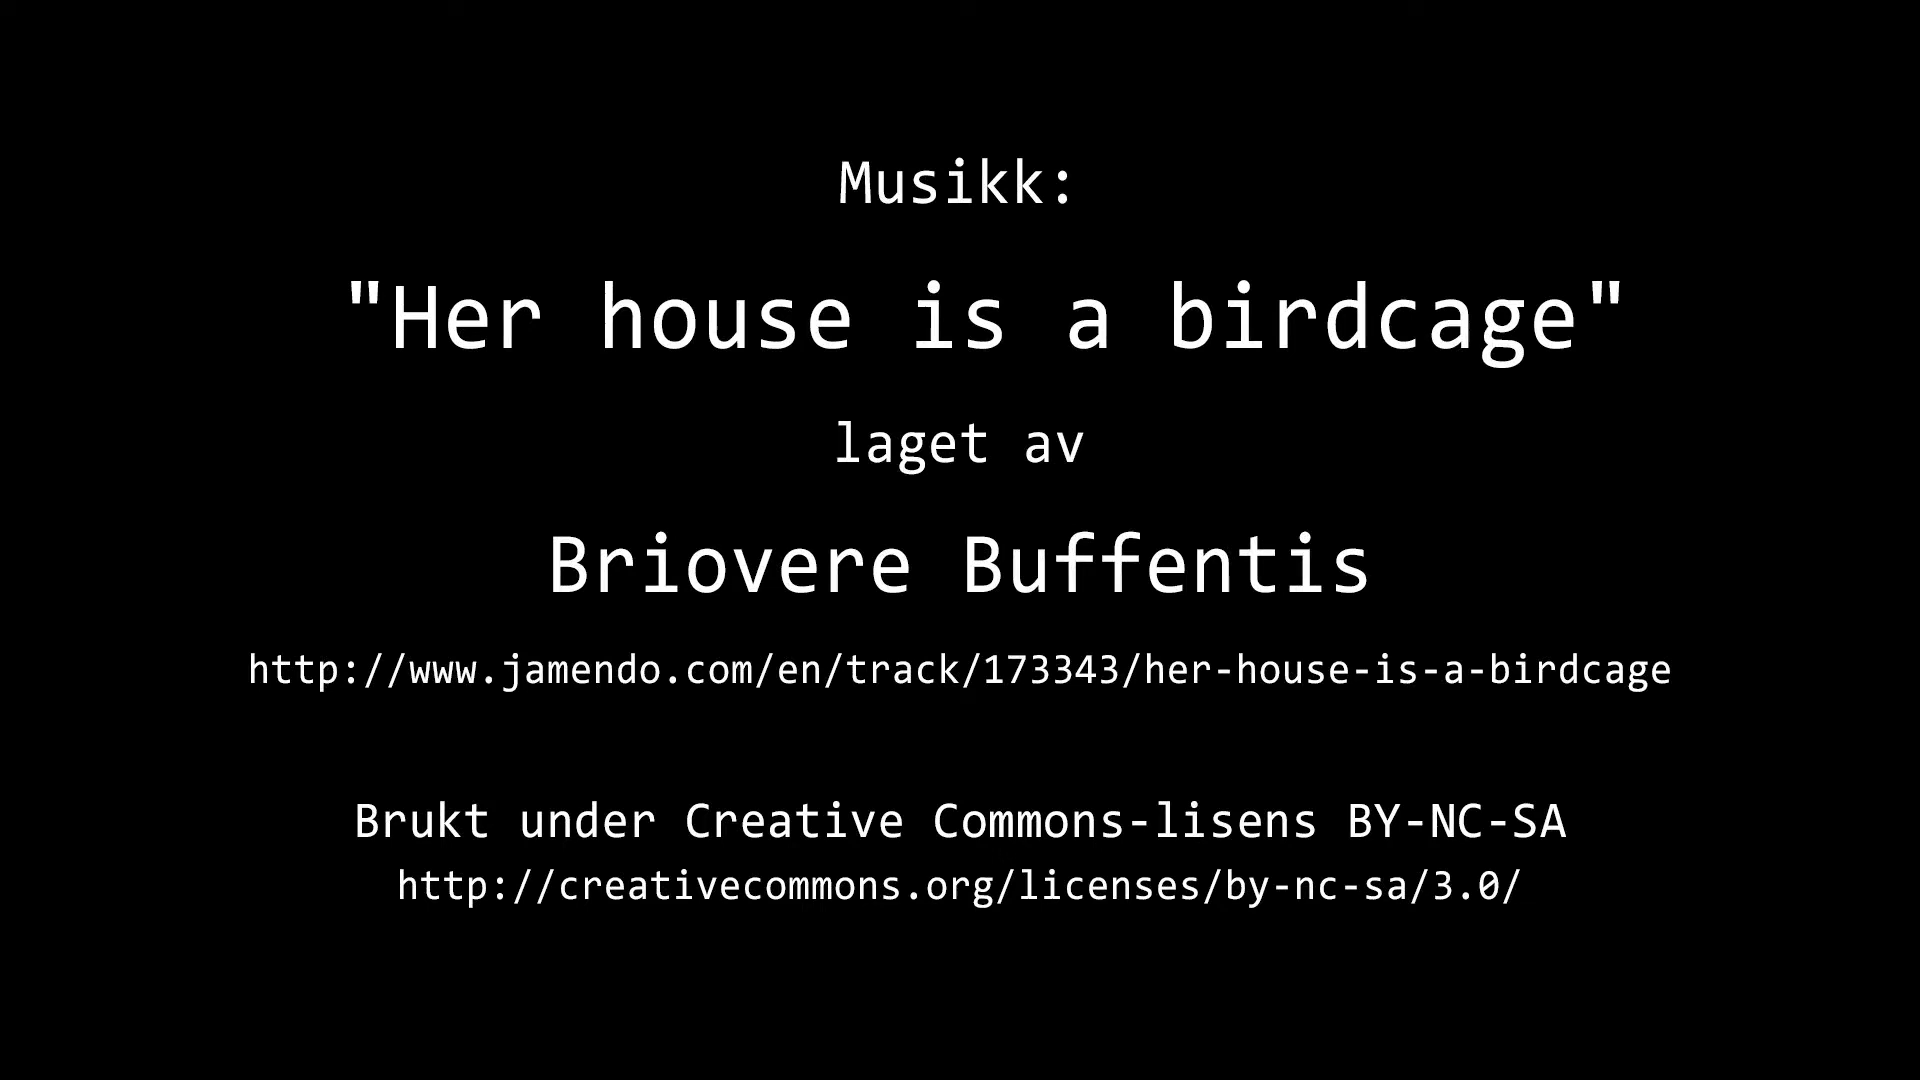 Musikk:
"Her house is a birdcage"
laget av
Briovere Buffentis
http://www.jamendo.com/en/track/173343/her-house-is-a-birdcage
Brukt under Creative Commons-lisens BY-NC-SA
http://creativecommons.org/licenses/by-nc-sa/3.0/